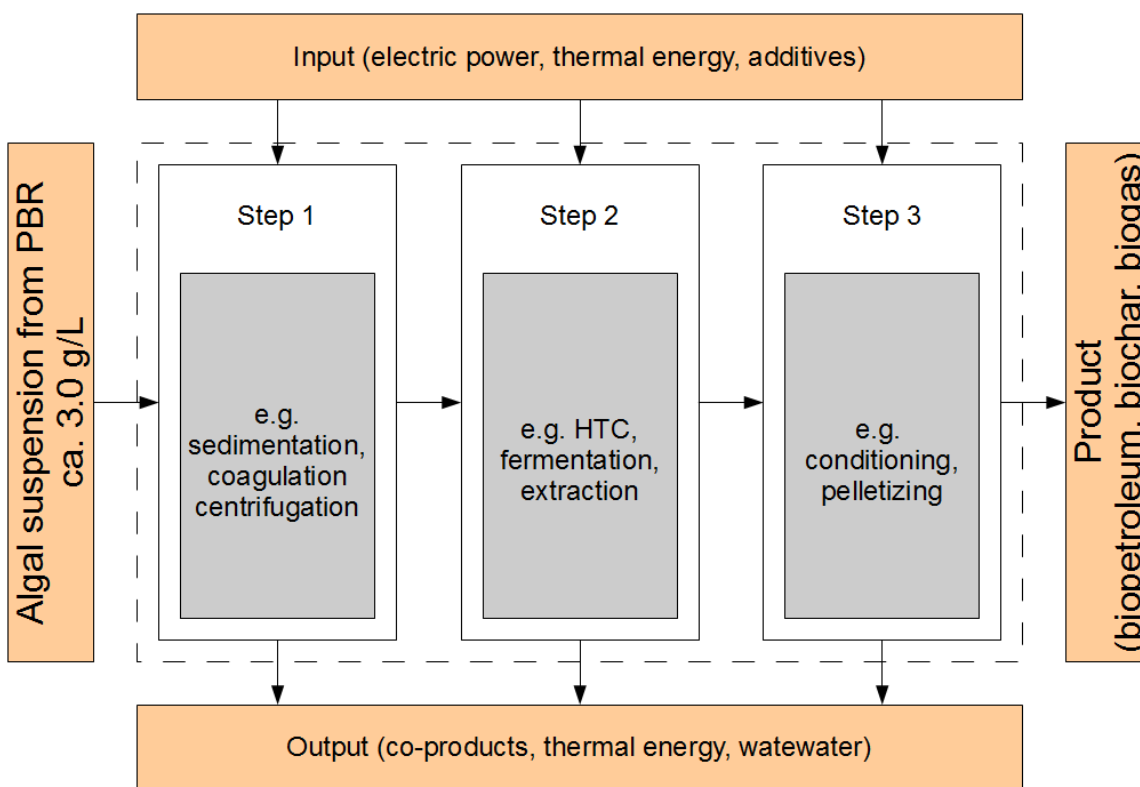 Input (electric power, thermal energy, additives)
Algal suspension from PBR
ca. 3.0 g/L
Step 1
e.g.
sedimentation,
coagulation
centrifugation
Step 2
e.g. HTC,
fermentation,
extraction
Step 3
e.g.
conditioning,
pelletizing
Product
(biopetroleum, biochar, biogas)
Output (co-products, thermal energy, watewater)